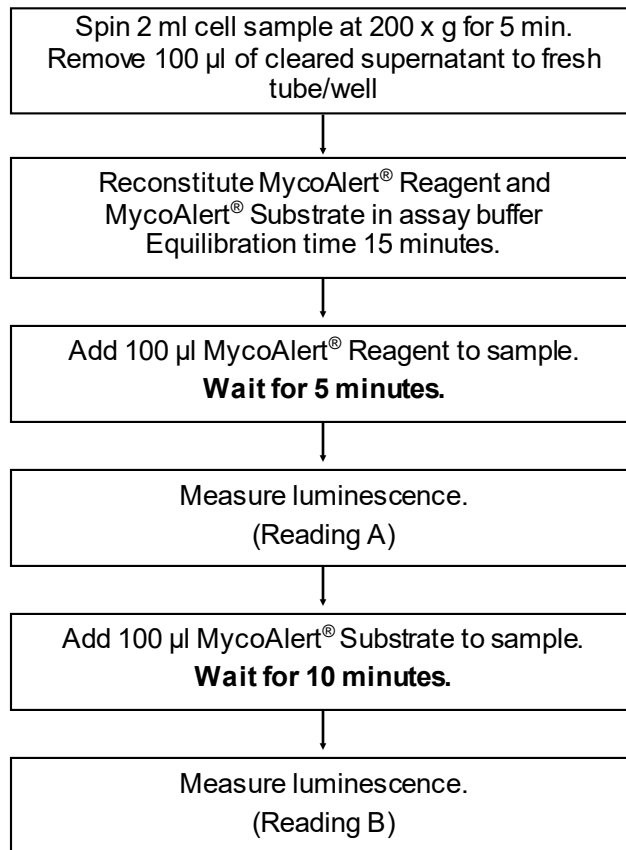 Spin 2 ml cell sample at 200 x g for 5 min.
Remove 100 µl of cleared supernatant to fresh
tube/well
Reconstitute MycoAlert® Reagent and
MycoAlert® Substrate in assay buffer
Equilibration time 15 minutes.
Add 100 µl MycoAlert® Reagent to sample.
Wait for 5 minutes.
Measure luminescence.
(Reading A)
Add 100 µl MycoAlert® Substrate to sample.
Wait for 10 minutes.
Measure luminescence.
(Reading B)